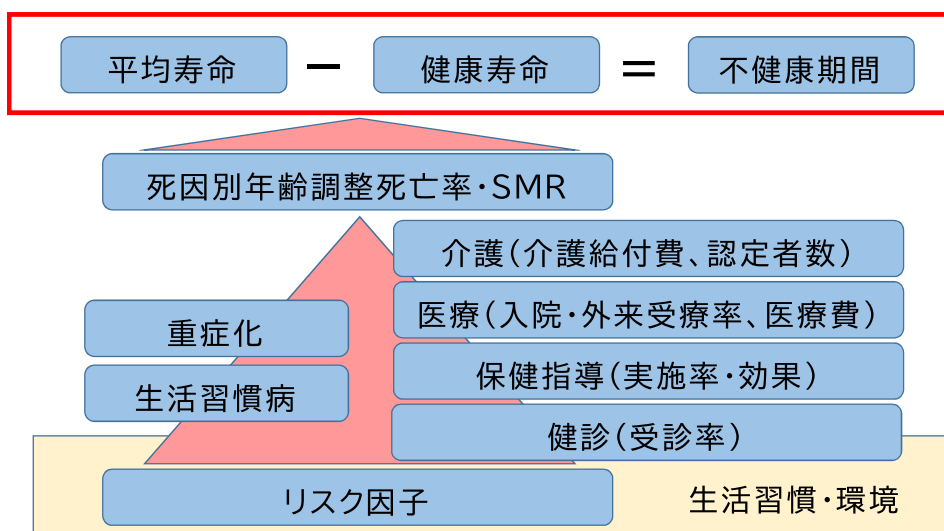 平均寿命 − 健康寿命 = 不健康期間
死因別年齢調整死亡率・SMR
介護（介護給付費、認定者数）
医療（入院・外来受療率、医療費）
重症化
保健指導（実施率・効果）
生活習慣病
健診（受診率）
リスク因子
生活習慣・環境